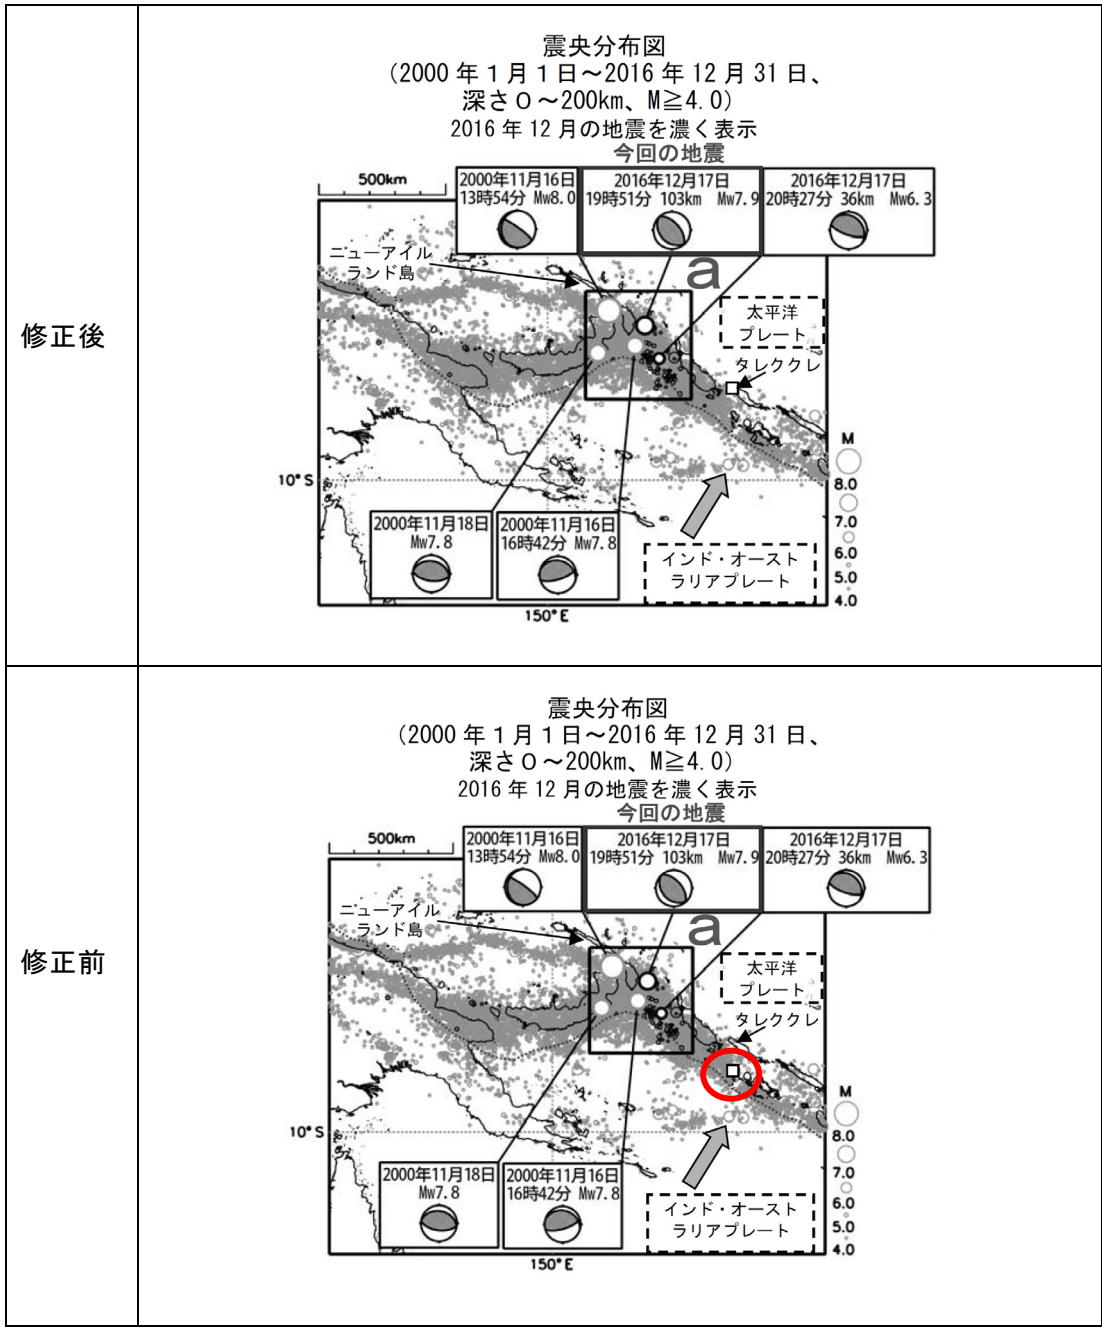 修正後
震央分布図
（2000 年１月１日～2016 年 12 月 31 日、
深さ０～200km、M≧4.0）
2016 年 12 月の地震を濃く表示
今回の地震
500km
2000年11月16日
13時54分 Mw8.0
2016年12月17日
19時51分 103km Mw7.9
2016年12月17日
20時27分 36km Mw6.3
ニューアイル
ランド島
a
太平洋
プレート
タレククレ
M
8.0
7.0
6.0
5.0
4.0
10°S
2000年11月18日
Mw7.8
2000年11月16日
16時42分 Mw7.8
インド・オースト
ラリアプレート
150°E
修正前
震央分布図
（2000 年１月１日～2016 年 12 月 31 日、
深さ０～200km、M≧4.0）
2016 年 12 月の地震を濃く表示
今回の地震
500km
2000年11月16日
13時54分 Mw8.0
2016年12月17日
19時51分 103km Mw7.9
2016年12月17日
20時27分 36km Mw6.3
ニューアイル
ランド島
a
太平洋
プレート
タレククレ
M
8.0
7.0
6.0
5.0
4.0
10°S
2000年11月18日
Mw7.8
2000年11月16日
16時42分 Mw7.8
インド・オースト
ラリアプレート
150°E